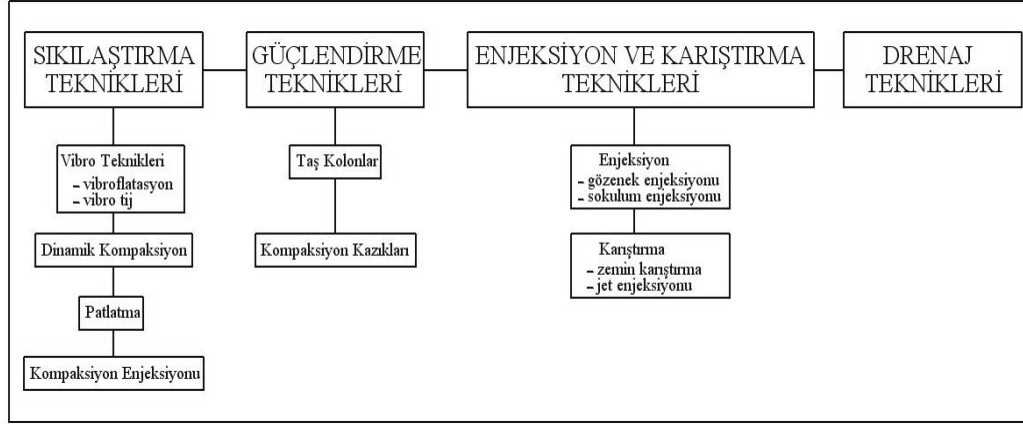 SIKILAŞTIRMA
TEKNİKLERİ
GÜÇLENDİRME
TEKNİKLERİ
ENJEKSİYON VE KARIŞTIRMA
TEKNİKLERİ
DRENAJ
TEKNİKLERİ
Vibro Teknikleri
– vibroflatasyon
– vibro tij
Dinamik Kompaksiyon
Patlatma
Kompaksiyon Enjeksiyonu
Taş Kolonlar
Kompaksiyon Kazıkları
Enjeksiyon
– gözenek enjeksiyonu
– sokulum enjeksiyonu
Karıştırma
– zemin karıştırma
– jet enjeksiyonu